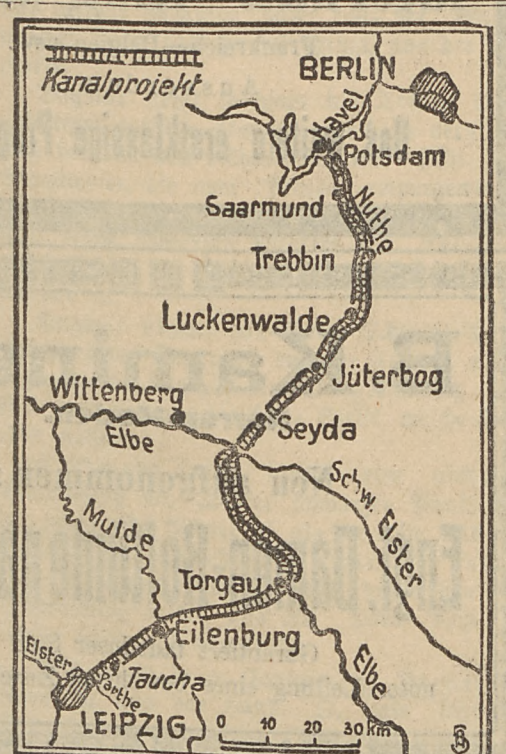 Kanalprojekt
BERLIN
Havel
Potsdam
Saarmund
Nuthe
Trebbin
Luckenwalde
Jüterbog
Wittenberg
Seyda
Elbe
Schw. Elster
Mulde
Torgau
Eilenburg
Elster
Parthe
Taucha
Elbe
LEIPZIG
0 10 20 30 km